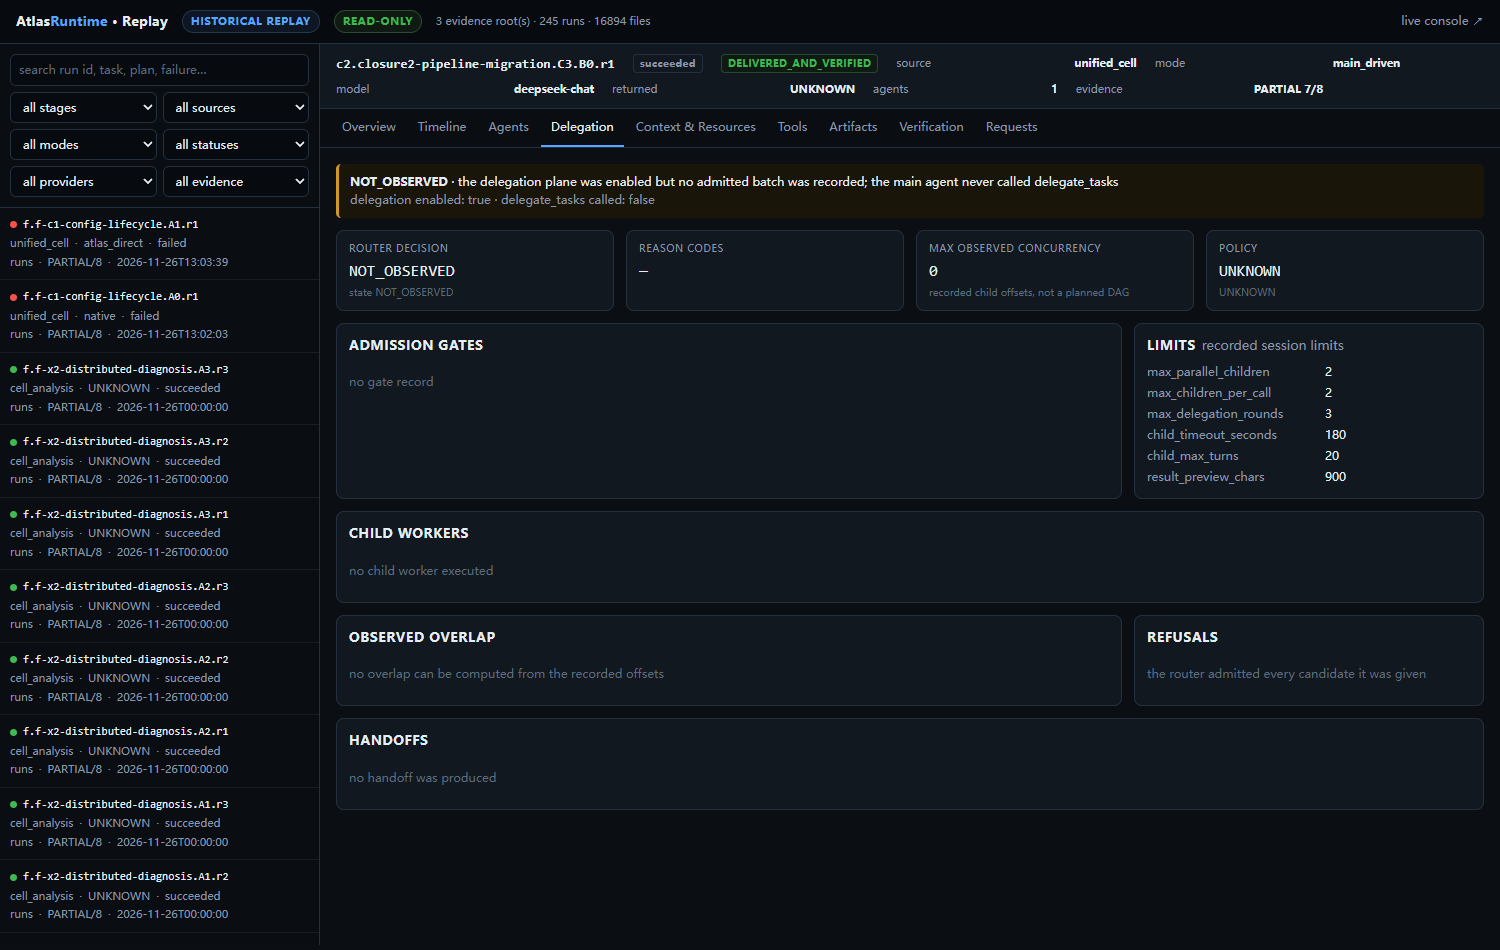 AtlasRuntime • Replay HISTORICAL REPLAY READ-ONLY 3 evidence root(s) · 245 runs · 16894 files live console ↗
search run id, task, plan, failure...
all stages all sources
all modes all statuses
all providers all evidence
f.f-c1-config-lifecycle.A1.r1
unified_cell · atlas_direct · failed
runs · PARTIAL/8 · 2026-11-26T13:03:39
f.f-c1-config-lifecycle.A0.r1
unified_cell · native · failed
runs · PARTIAL/8 · 2026-11-26T13:02:03
f.f-x2-distributed-diagnosis.A3.r3
cell_analysis · UNKNOWN · succeeded
runs · PARTIAL/8 · 2026-11-26T00:00:00
f.f-x2-distributed-diagnosis.A3.r2
cell_analysis · UNKNOWN · succeeded
runs · PARTIAL/8 · 2026-11-26T00:00:00
f.f-x2-distributed-diagnosis.A3.r1
cell_analysis · UNKNOWN · succeeded
runs · PARTIAL/8 · 2026-11-26T00:00:00
f.f-x2-distributed-diagnosis.A2.r3
cell_analysis · UNKNOWN · succeeded
runs · PARTIAL/8 · 2026-11-26T00:00:00
f.f-x2-distributed-diagnosis.A2.r2
cell_analysis · UNKNOWN · succeeded
runs · PARTIAL/8 · 2026-11-26T00:00:00
f.f-x2-distributed-diagnosis.A2.r1
cell_analysis · UNKNOWN · succeeded
runs · PARTIAL/8 · 2026-11-26T00:00:00
f.f-x2-distributed-diagnosis.A1.r3
cell_analysis · UNKNOWN · succeeded
runs · PARTIAL/8 · 2026-11-26T00:00:00
f.f-x2-distributed-diagnosis.A1.r2
cell_analysis · UNKNOWN · succeeded
runs · PARTIAL/8 · 2026-11-26T00:00:00
c2.closure2-pipeline-migration.C3.B0.r1 succeeded DELIVERED_AND_VERIFIED source unified_cell mode main_driven
model deepseek-chat returned UNKNOWN agents 1 evidence PARTIAL 7/8
Overview Timeline Agents Delegation Context & Resources Tools Artifacts Verification Requests
NOT_OBSERVED · the delegation plane was enabled but no admitted batch was recorded; the main agent never called delegate_tasks
delegation enabled: true · delegate_tasks called: false
ROUTER DECISION
NOT_OBSERVED
state NOT_OBSERVED
REASON CODES
—
MAX OBSERVED CONCURRENCY
0
recorded child offsets, not a planned DAG
POLICY
UNKNOWN
UNKNOWN
ADMISSION GATES
no gate record
LIMITS recorded session limits
max_parallel_children 2
max_children_per_call 2
max_delegation_rounds 3
child_timeout_seconds 180
child_max_turns 20
result_preview_chars 900
CHILD WORKERS
no child worker executed
OBSERVED OVERLAP
no overlap can be computed from the recorded offsets
REFUSALS
the router admitted every candidate it was given
HANDOFFS
no handoff was produced